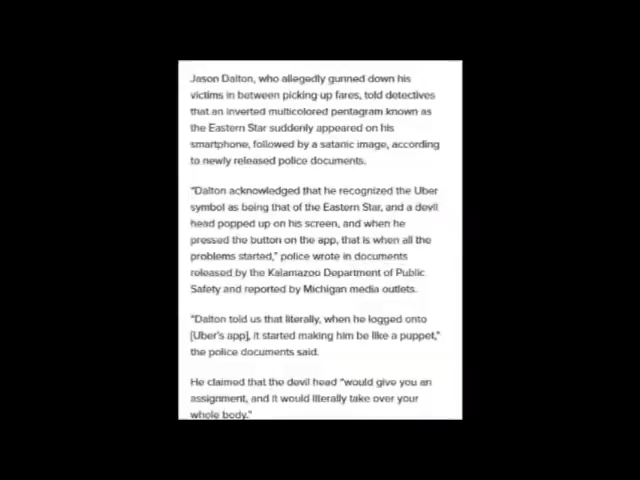 Jason Dalton, who allegedly gunned down his
victims in between picking up fares, told detectives
that an inverted multicolored pentagram known as
the Eastern Star suddenly appeared on his
smartphone, followed by a satanic image, according
to newly released police documents.
"Dalton acknowledged that he recognized the Uber
symbol as being that of the Eastern Star, and a devil
head popped up on his screen, and when he
pressed the button on the app, that is when all the
problems started," police wrote in documents
released by the Kalamazoo Department of Public
Safety and reported by Michigan media outlets.
"Dalton told us that literally, when he logged onto
[Uber's app], it started making him be like a puppet,"
the police documents said.
He claimed that the devil head "would give you an
assignment, and it would literally take over your
whole body."